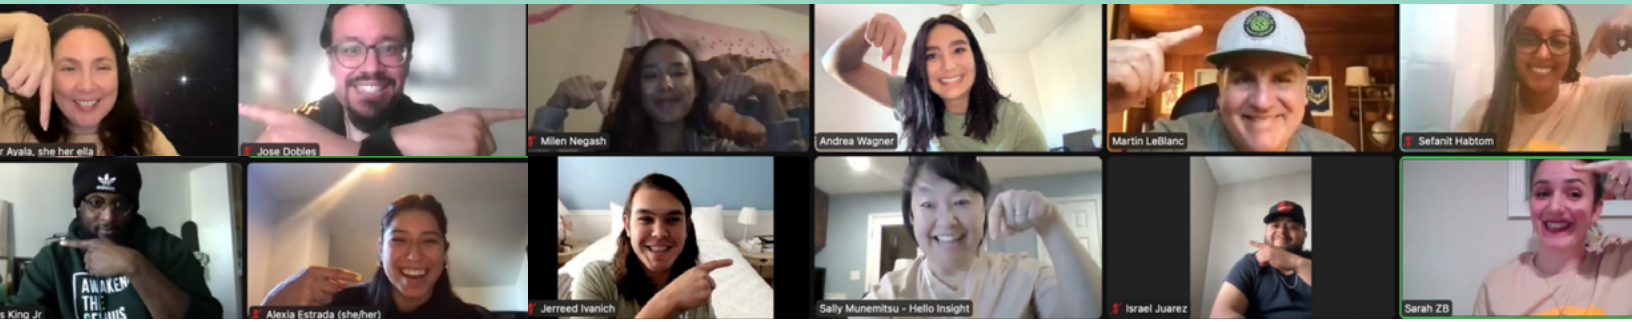 r Ayala, she her ella
Jose Dobles
Milen Negash
Andrea Wagner
Martin LeBlanc
Sefanit Habtom
s King Jr
AWAKEN
THE
GENIUS
Alexia Estrada (she/her)
Jerreed Ivanich
Sally Munemitsu - Hello Insight
Israel Juarez
Sarah ZB